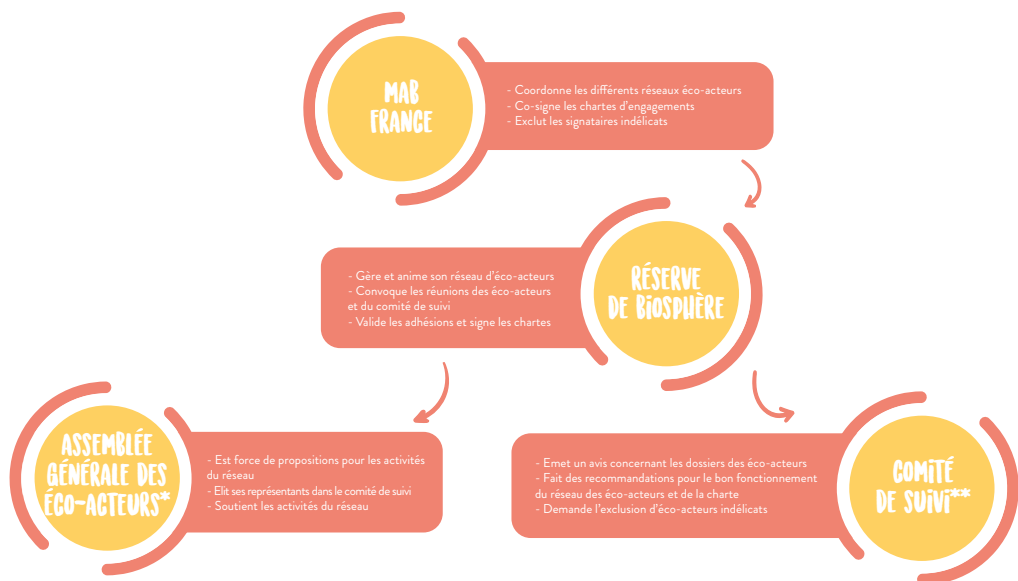 MAB
FRANCE
- Coordonne les différents réseaux éco-acteurs
- Co-signe les chartes d'engagements
- Exclut les signataires indélicats
- Gère et anime son réseau d'éco-acteurs
- Convoque les réunions des éco-acteurs
et du comité de suivi
- Valide les adhésions et signe les chartes
RÉSERVE
DE BIOSPHÈRE
ASSEMBLÉE
GÉNÉRALE DES
ÉCO-ACTEURS*
- Est force de propositions pour les activités
du réseau
- Elit ses représentants dans le comité de suivi
- Soutient les activités du réseau
- Emet un avis concernant les dossiers des éco-acteurs
- Fait des recommandations pour le bon fonctionnement
du réseau des éco-acteurs et de la charte
- Demande l'exclusion d'éco-acteurs indélicats
COMITÉ
DE SUIVI**